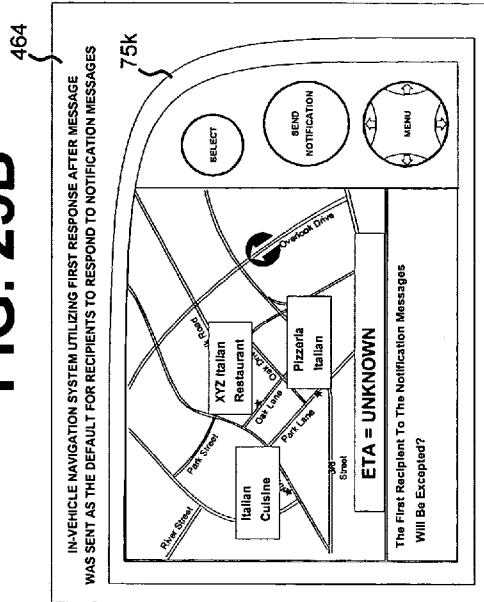 464
IN-VEHICLE NAVIGATION SYSTEM UTILIZING FIRST RESPONSE AFTER MESSAGE
WAS SENT AS THE DEFAULT FOR RECIPIENTS TO RESPOND TO NOTIFICATION MESSAGES
75k
River Street
Park Street
Road
XYZ Italian
Restaurant
Oak Drive
Overlook Drive
Oak Lane
Park Lane
Italian
Cuisine
Pizzeria
Italian
Street
ETA = UNKNOWN
The First Recipient To The Notification Messages
Will Be Excepted?
SELECT
SEND
NOTIFICATION
MENU